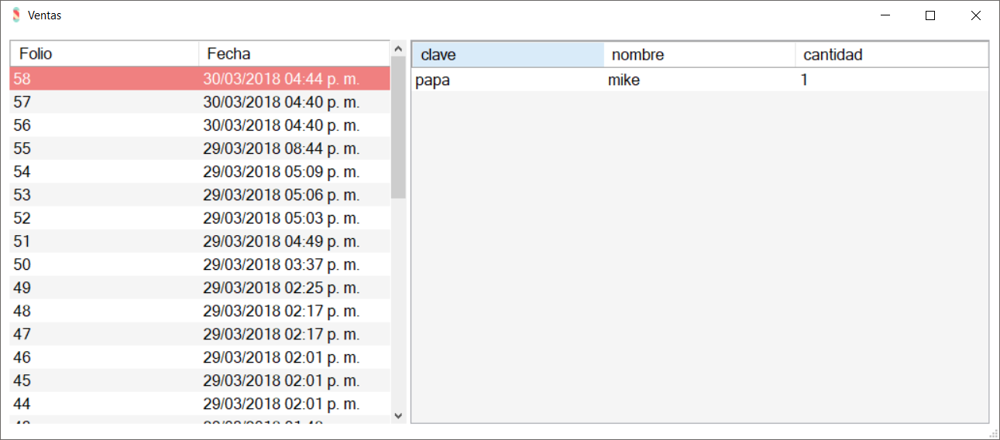 Ventas
Folio Fecha
58 30/03/2018 04:44 p. m.
57 30/03/2018 04:40 p. m.
56 30/03/2018 04:40 p. m.
55 29/03/2018 08:44 p. m.
54 29/03/2018 05:09 p. m.
53 29/03/2018 05:06 p. m.
52 29/03/2018 05:03 p. m.
51 29/03/2018 04:49 p. m.
50 29/03/2018 03:37 p. m.
49 29/03/2018 02:25 p. m.
48 29/03/2018 02:17 p. m.
47 29/03/2018 02:17 p. m.
46 29/03/2018 02:01 p. m.
45 29/03/2018 02:01 p. m.
44 29/03/2018 02:01 p. m.
clave nombre cantidad
papa mike 1